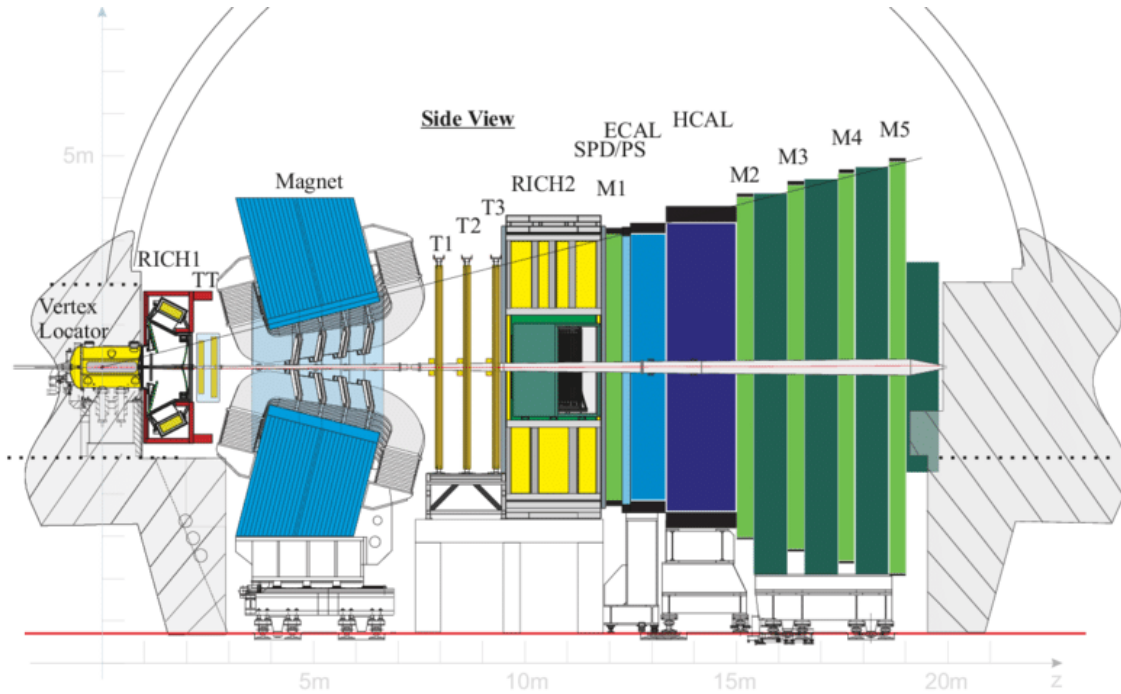 Side View
5m
Magnet
RICH1
TT
Vertex
Locator
T1
T2
T3
RICH2
SPD/PS
ECAL
HCAL
M1
M2
M3
M4
M5
5m
10m
15m
20m
z